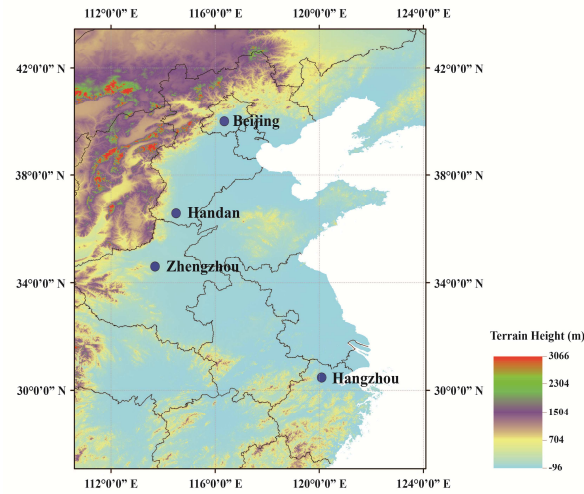 112°0'0" E 116°0'0" E 120°0'0" E 124°0'0" E
42°0'0" N 42°0'0" N
Beijing
38°0'0" N 38°0'0" N
Handan
Zhengzhou
34°0'0" N 34°0'0" N
Terrain Height (m)
3066
2304
1504
704
-96
Hangzhou
30°0'0" N 30°0'0" N
112°0'0" E 116°0'0" E 120°0'0" E 124°0'0" E